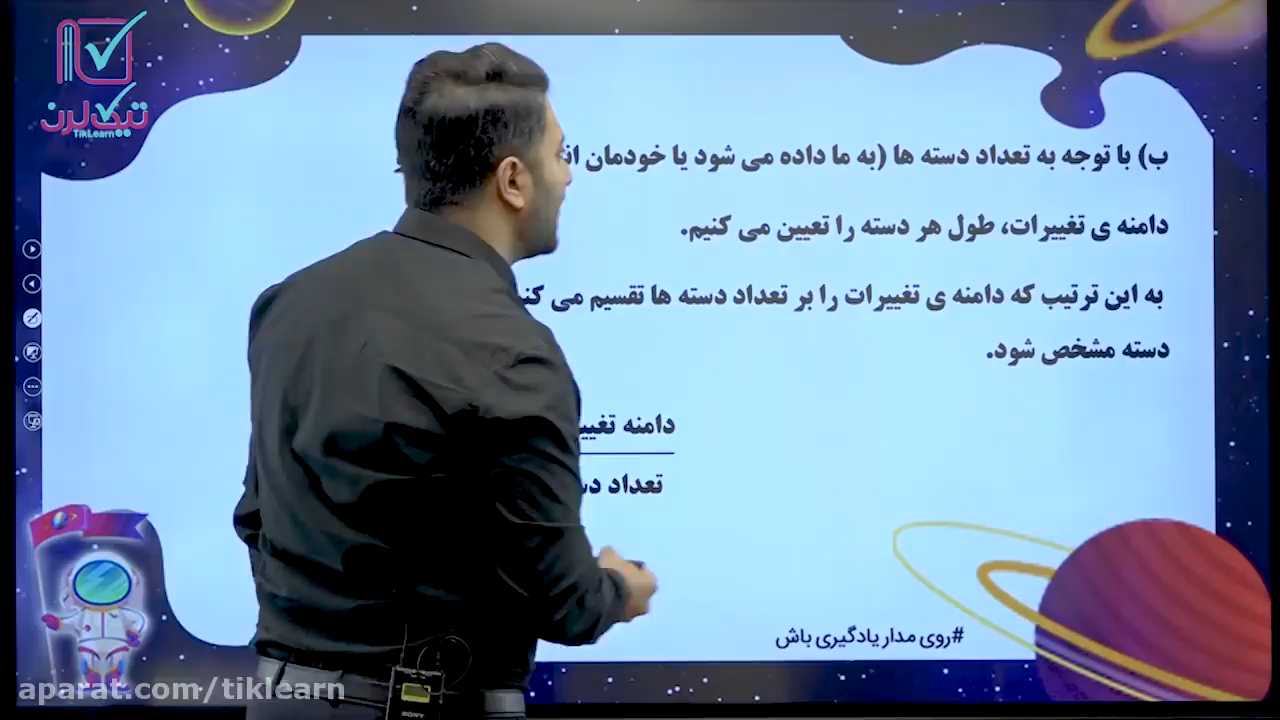 تیک لرن
TikLearn
ب) با توجه به تعداد دسته ها (به ما داده می شود یا خودمان
دامنه ی تغییرات، طول هر دسته را تعیین می کنیم.
به این ترتیب که دامنه ی تغییرات را بر تعداد دسته ها تقسیم می
دسته مشخص شود.
دامنه
تعداد
#روی مدار یادگیری باش
aparat.com/tiklearn
SONY